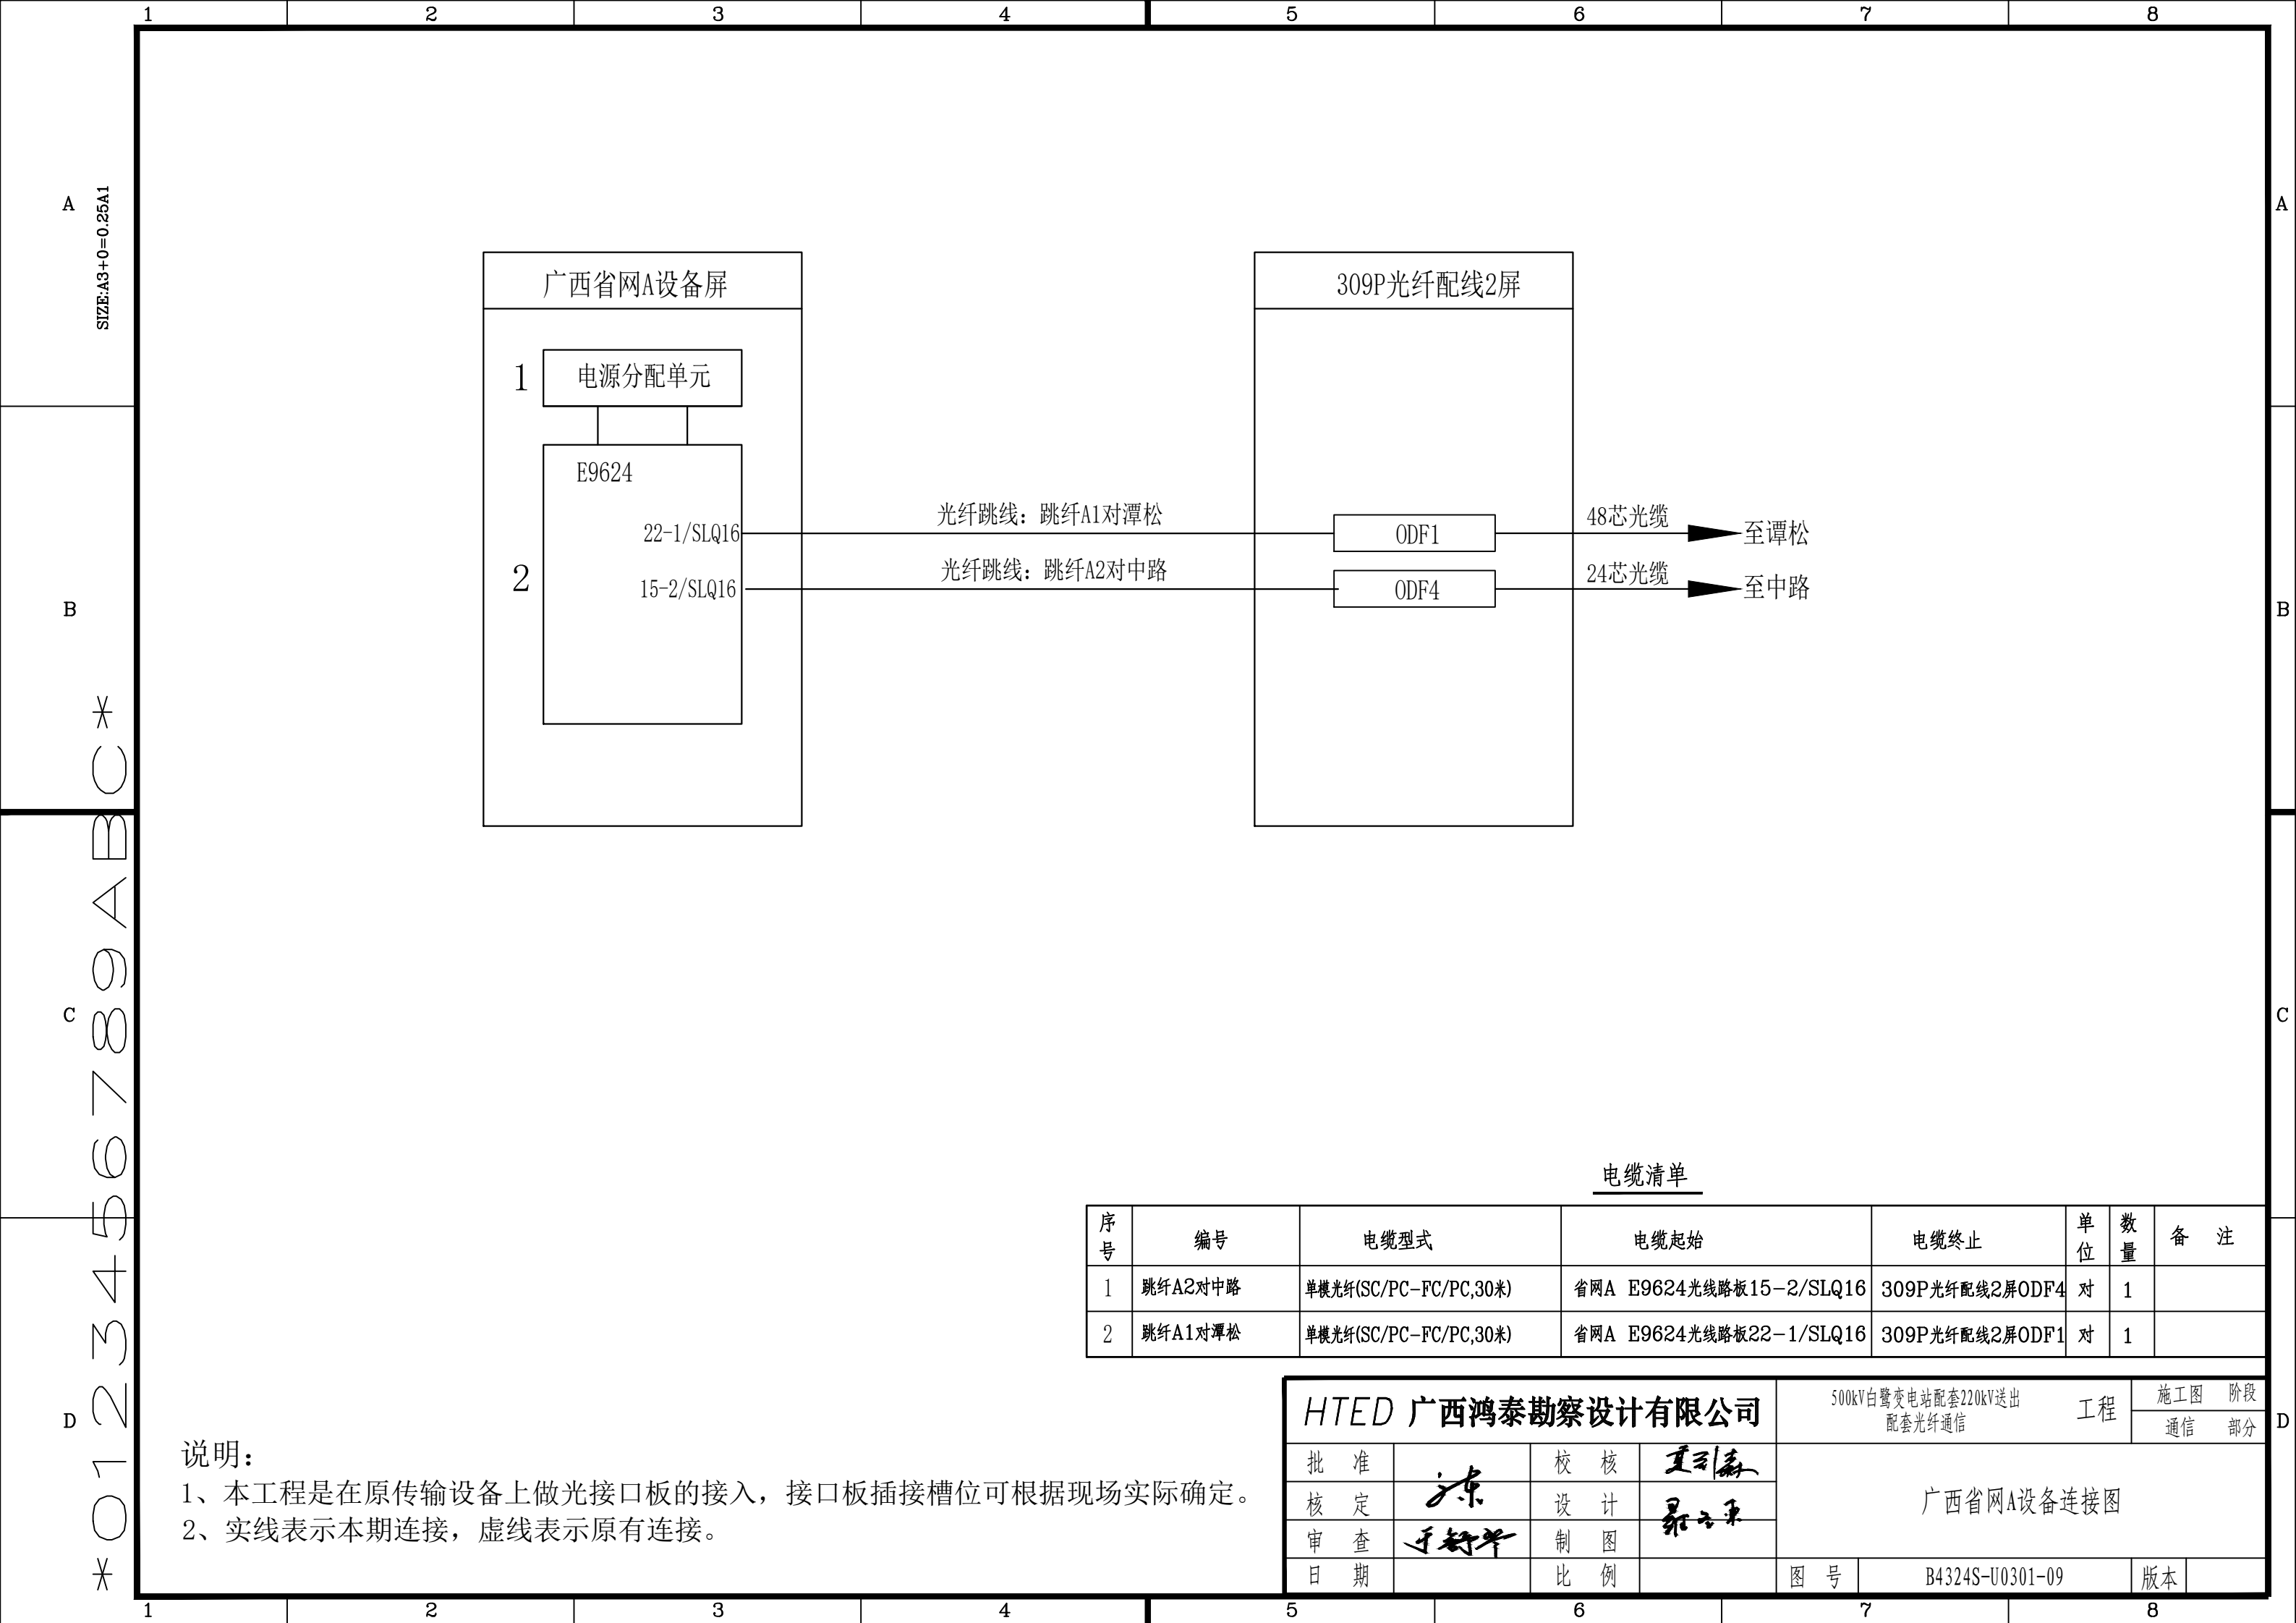 1 2 3 4 5 6 7 8
A
SIZE:A3+0=0.25A1
A
广西省网A设备屏
309P光纤配线2屏
1
电源分配单元
E9624
2
22-1/SLQ16
15-2/SLQ16
光纤跳线：跳纤A1对潭松
光纤跳线：跳纤A2对中路
ODF1
ODF4
48芯光缆
至谭松
24芯光缆
至中路
B
B
*0123456789ABC*
C
C
电缆清单
序号 编号 电缆型式 电缆起始 电缆终止 单位 数量 备 注
1 跳纤A2对中路 单模光纤(SC/PC-FC/PC,30米) 省网A E9624光线路板15-2/SLQ16 309P光纤配线2屏ODF4 对 1
2 跳纤A1对潭松 单模光纤(SC/PC-FC/PC,30米) 省网A E9624光线路板22-1/SLQ16 309P光纤配线2屏ODF1 对 1
D
D
说明：
1、本工程是在原传输设备上做光接口板的接入，接口板插接槽位可根据现场实际确定。
2、实线表示本期连接，虚线表示原有连接。
HTED 广西鸿泰勘察设计有限公司
500kV白鹭变电站配套220kV送出
配套光纤通信
工程
施工图 阶段
通信 部分
批 准
校 核
核 定
设 计
审 查
制 图
日 期
比 例
广西省网A设备连接图
图 号
B4324S-U0301-09
版本
1 2 3 4 5 6 7 8